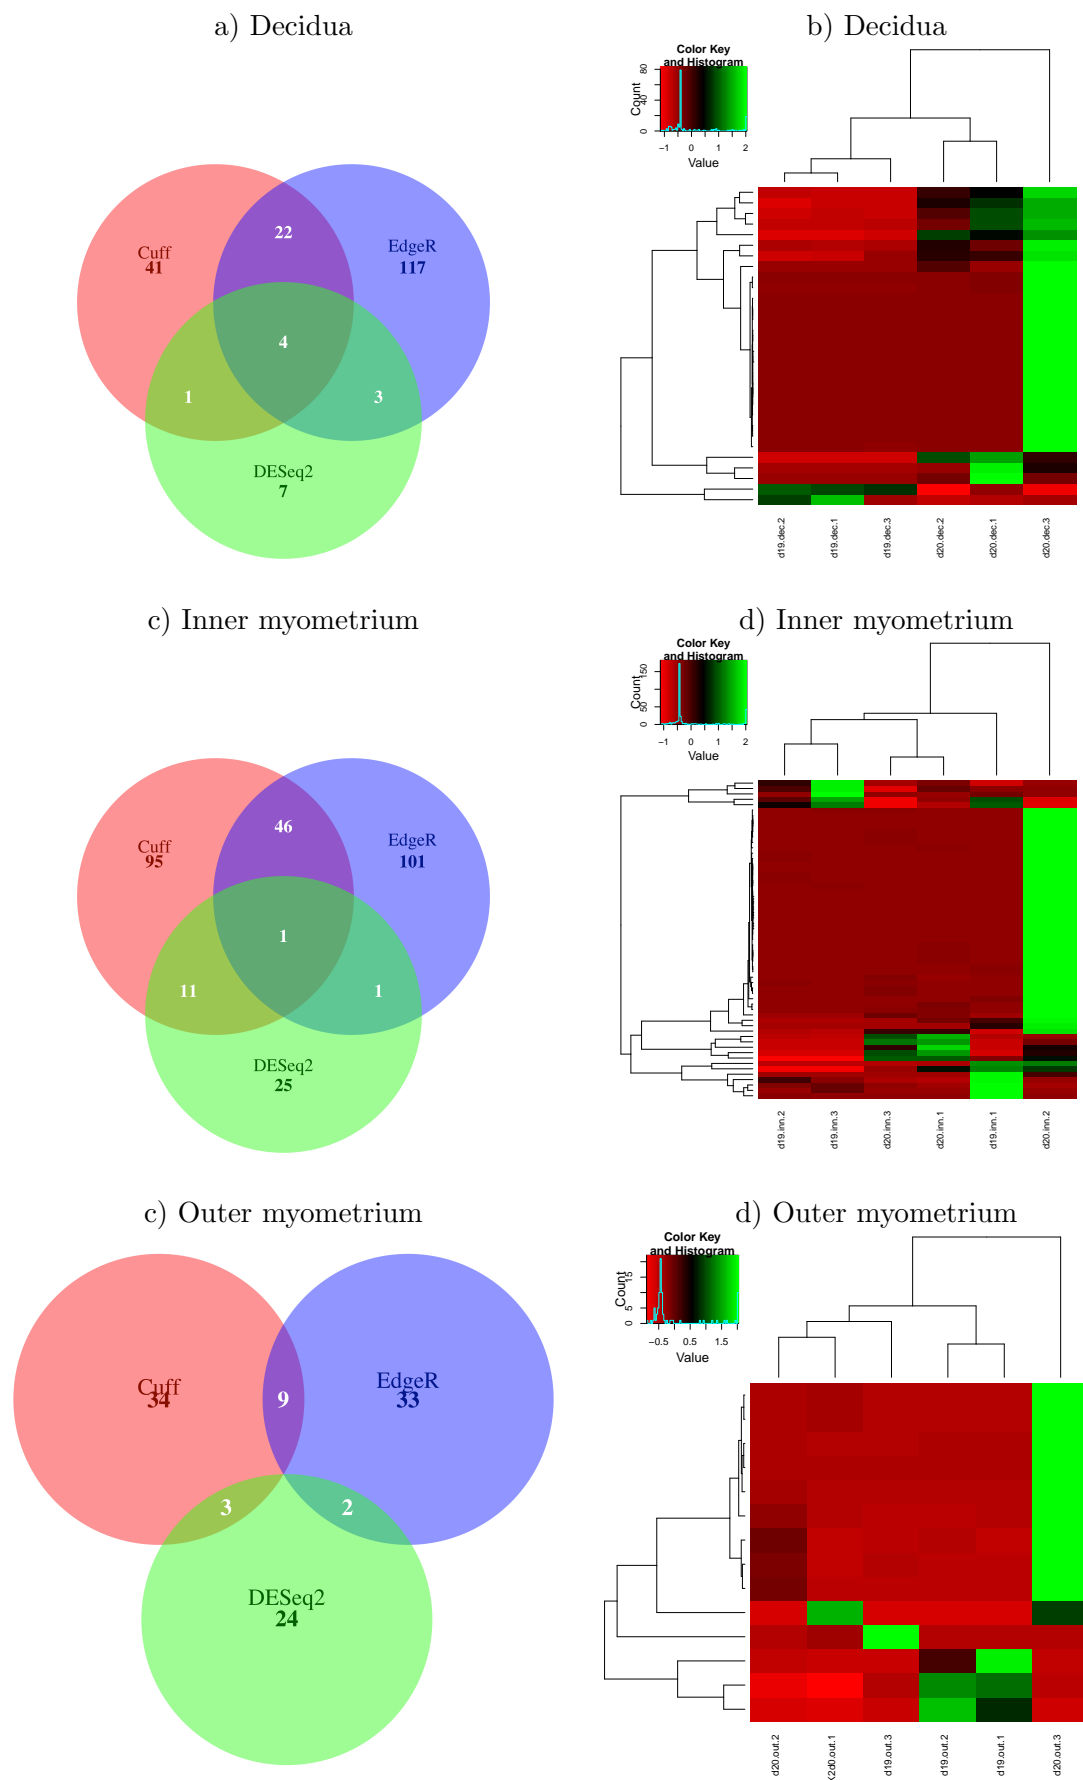 a) Decidua
Cuff
41
22
EdgeR
117
4
1
3
DESeq2
7
b) Decidua
Color Key
and Histogram
Count
0 40 80
−1 0 1 2
Value
d19.dec.2 d19.dec.1 d19.dec.3 d20.dec.2 d20.dec.1 d20.dec.3
c) Inner myometrium
Cuff
95
46
EdgeR
101
1
11
1
DESeq2
25
d) Inner myometrium
Color Key
and Histogram
Count
0 50 150
−1 0 1 2
Value
d19.inn.2 d19.inn.3 d20.inn.3 d20.inn.1 d19.inn.1 d20.inn.2
c) Outer myometrium
Cuff
34
9
EdgeR
33
3
2
DESeq2
24
d) Outer myometrium
Color Key
and Histogram
Count
0 5 15
−0.5 0.5 1.5
Value
d20.out.2 d19.out.3 d19.out.2 d19.out.1 d20.out.3